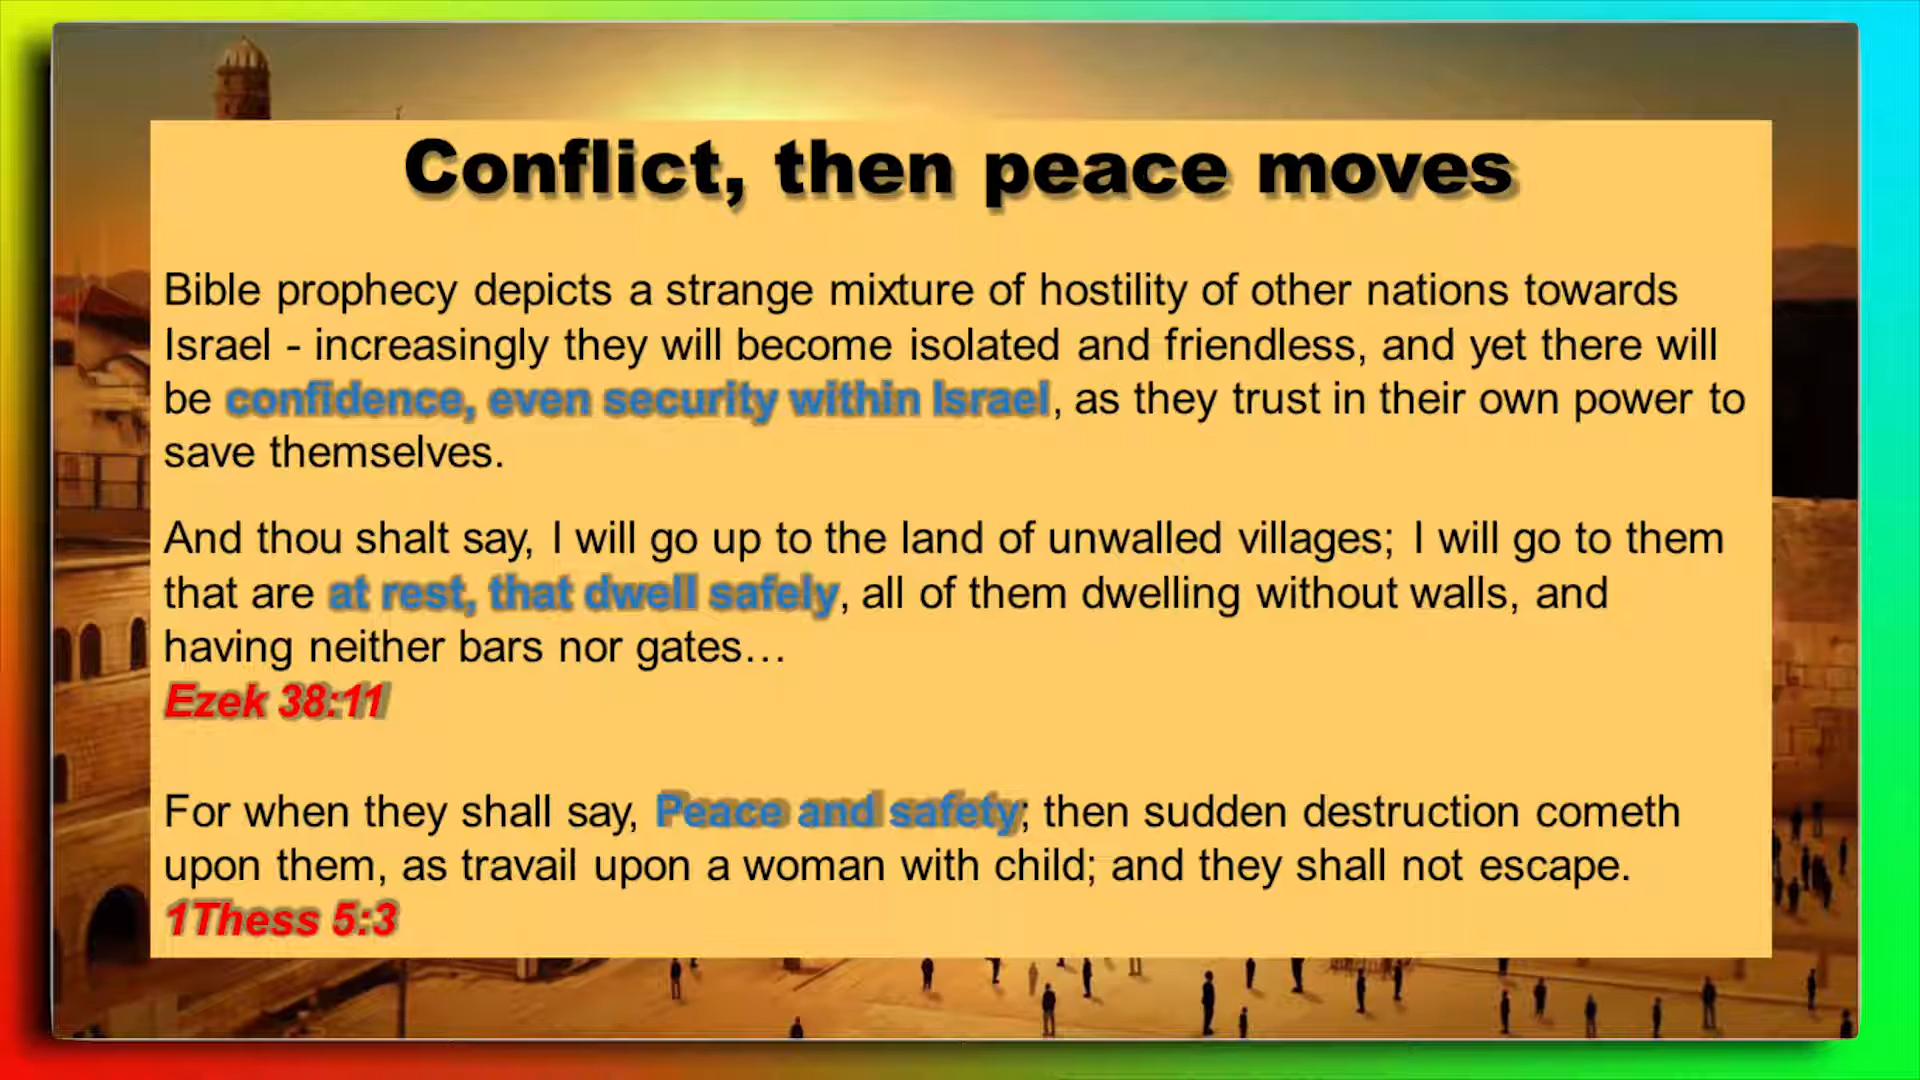 Conflict, then peace moves
Bible prophecy depicts a strange mixture of hostility of other nations towards
Israel - increasingly they will become isolated and friendless, and yet there will
be confidence, even security within Israel, as they trust in their own power to
save themselves.
And thou shalt say, I will go up to the land of unwalled villages; I will go to them
that are at rest, that dwell safely, all of them dwelling without walls, and
having neither bars nor gates…
Ezek 38:11
For when they shall say, Peace and safety; then sudden destruction cometh
upon them, as travail upon a woman with child; and they shall not escape.
1Thess 5:3